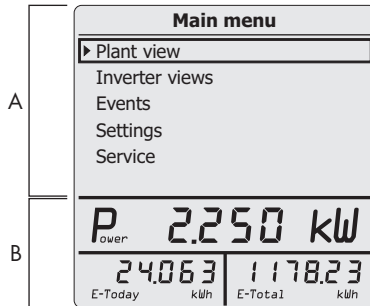 Main menu
Plant view
Inverter views
Events
Settings
Service
A
Power 2.250 kW
B
24.063 1178.23
E-Today kWh E-Total kWh